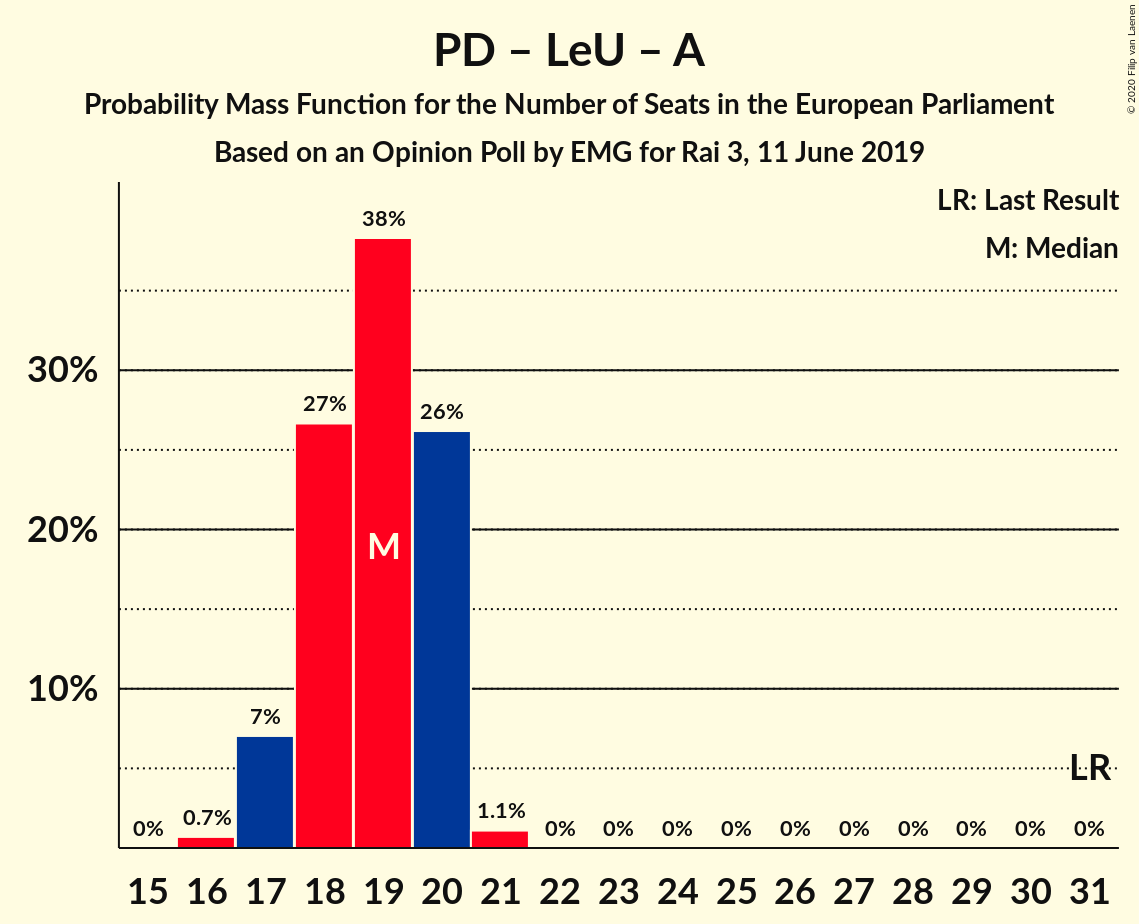 PD – LeU – A
Probability Mass Function for the Number of Seats in the European Parliament
Based on an Opinion Poll by EMG for Rai 3, 11 June 2019
© 2020 Filip van Laenen
LR: Last Result
M: Median
38%
30%
27%
26%
20%
M
10%
7%
LR
0% 0.7% 1.1% 0% 0% 0% 0% 0% 0% 0% 0% 0% 0%
15 16 17 18 19 20 21 22 23 24 25 26 27 28 29 30 31